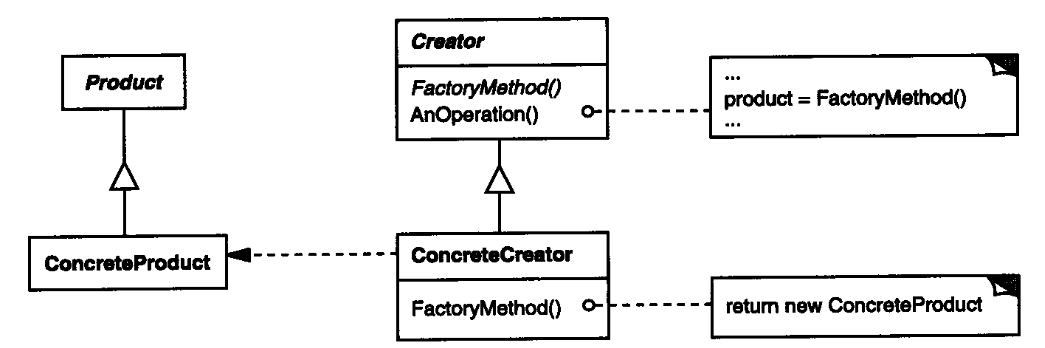 Product
ConcreteProduct
Creator
FactoryMethod()
AnOperation()
...
product = FactoryMethod()
...
ConcreteCreator
FactoryMethod()
return new ConcreteProduct